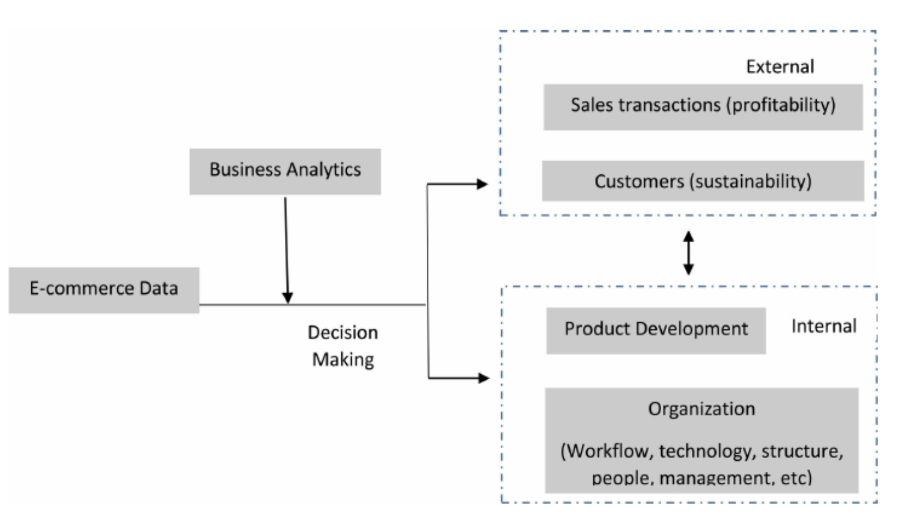 External
Sales transactions (profitability)
Business Analytics
Customers (sustainability)
E-commerce Data
Decision
Making
Product Development
Internal
Organization
(Workflow, technology, structure,
people, management, etc)